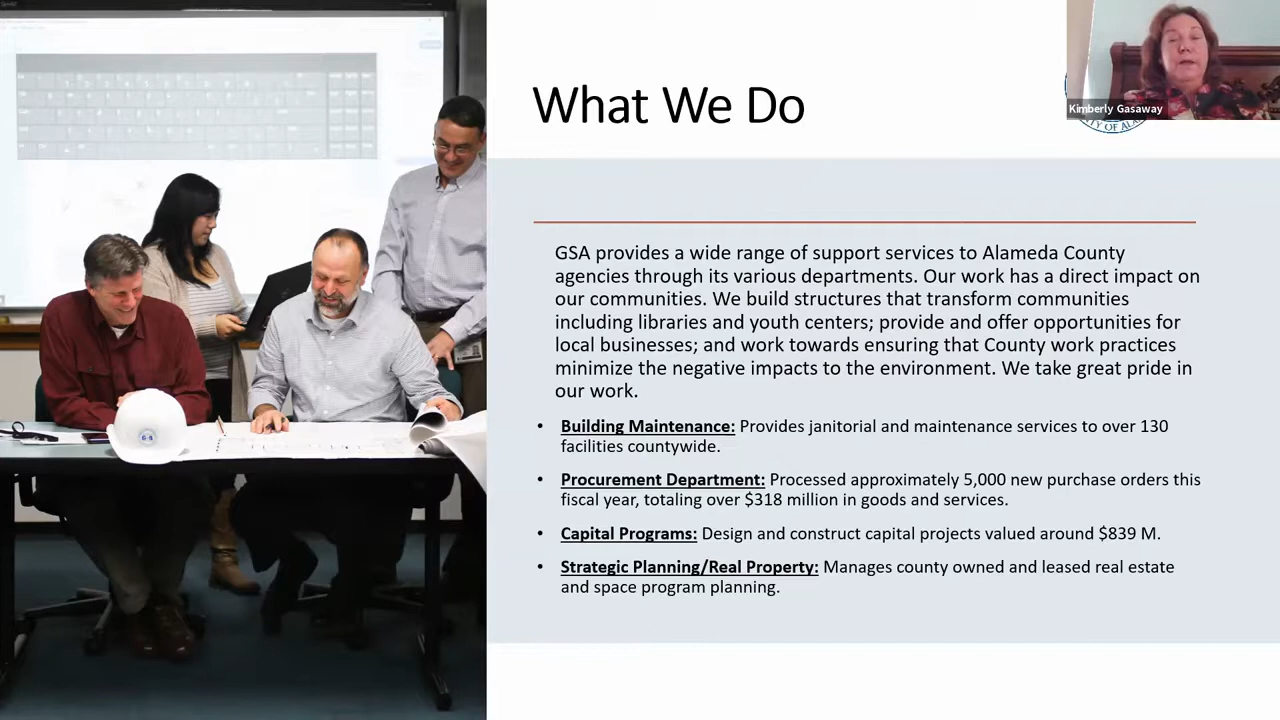 What We Do
Kimberly Gasaway
GSA provides a wide range of support services to Alameda County
agencies through its various departments. Our work has a direct impact on
our communities. We build structures that transform communities
including libraries and youth centers; provide and offer opportunities for
local businesses; and work towards ensuring that County work practices
minimize the negative impacts to the environment. We take great pride in
our work.
• Building Maintenance: Provides janitorial and maintenance services to over 130
facilities countywide.
• Procurement Department: Processed approximately 5,000 new purchase orders this
fiscal year, totaling over $318 million in goods and services.
• Capital Programs: Design and construct capital projects valued around $839 M.
• Strategic Planning/Real Property: Manages county owned and leased real estate
and space program planning.